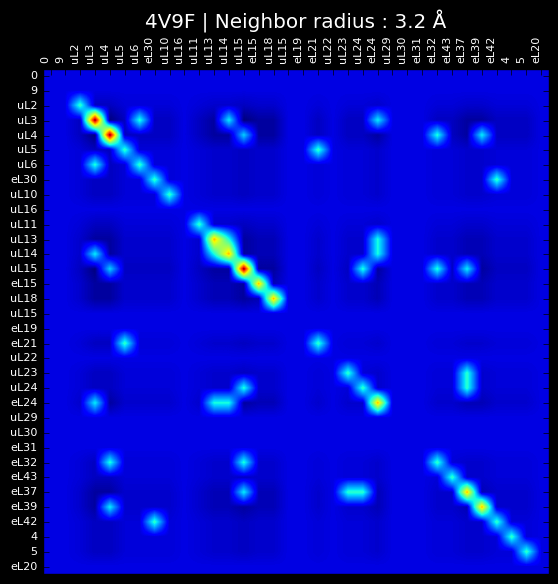 4V9F | Neighbor radius : 3.2 Å
0 9 uL2 uL3 uL4 uL5 uL6 eL30 uL10 uL16 uL11 uL13 uL14 uL15 eL15 uL18 uL15 eL19 eL21 uL22 uL23 uL24 eL24 uL29 uL30 eL31 eL32 eL43 eL37 eL39 eL42 4 5 eL20
0
9
uL2
uL3
uL4
uL5
uL6
eL30
uL10
uL16
uL11
uL13
uL14
uL15
eL15
uL18
uL15
eL19
eL21
uL22
uL23
uL24
eL24
uL29
uL30
eL31
eL32
eL43
eL37
eL39
eL42
4
5
eL20